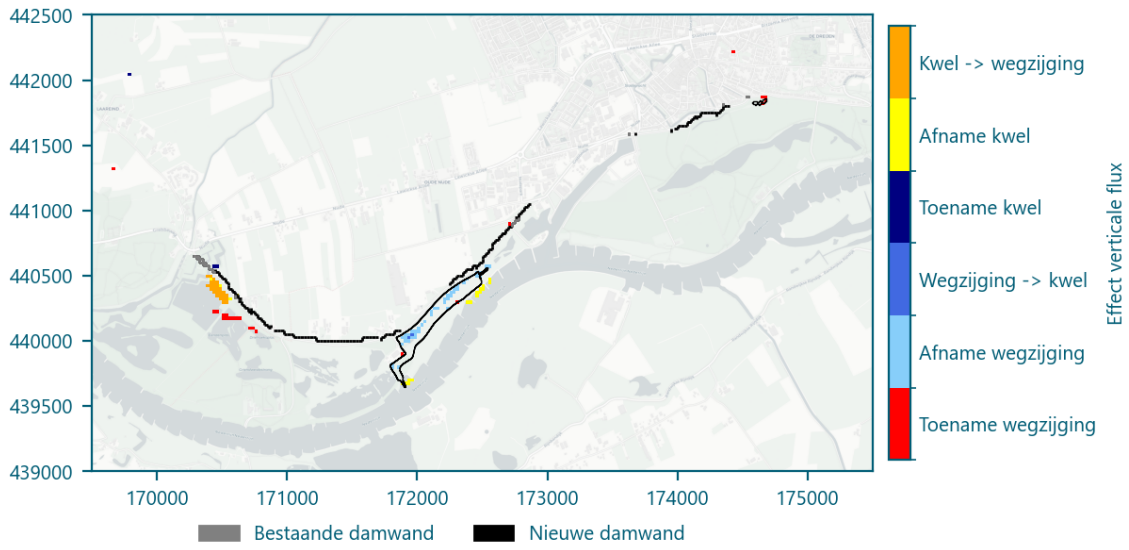 442500
442000
441500
441000
440500
440000
439500
439000
170000
171000
172000
173000
174000
175000
Kwel -> wegzijging
Afname kwel
Toename kwel
Wegzijging -> kwel
Afname wegzijging
Toename wegzijging
Effect verticale flux
Bestaande damwand
Nieuwe damwand